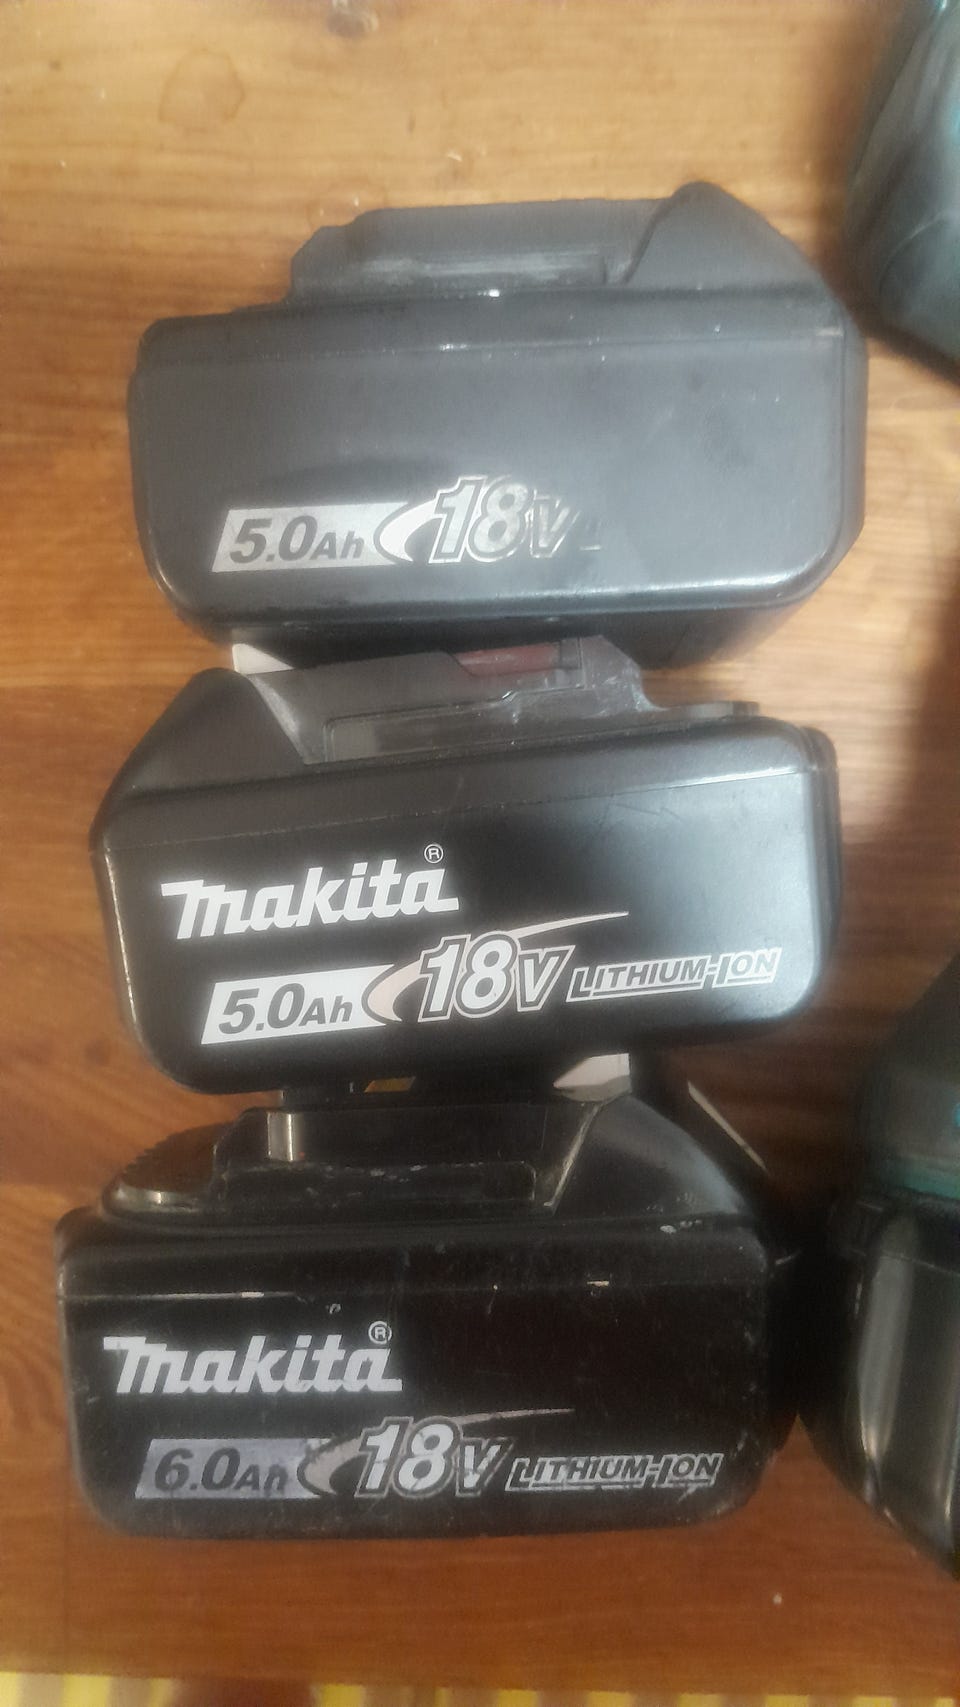 5.0Ah 18V
makita®
5.0Ah 18V LITHIUM-ION
makita®
6.0Ah 18V LITHIUM-ION